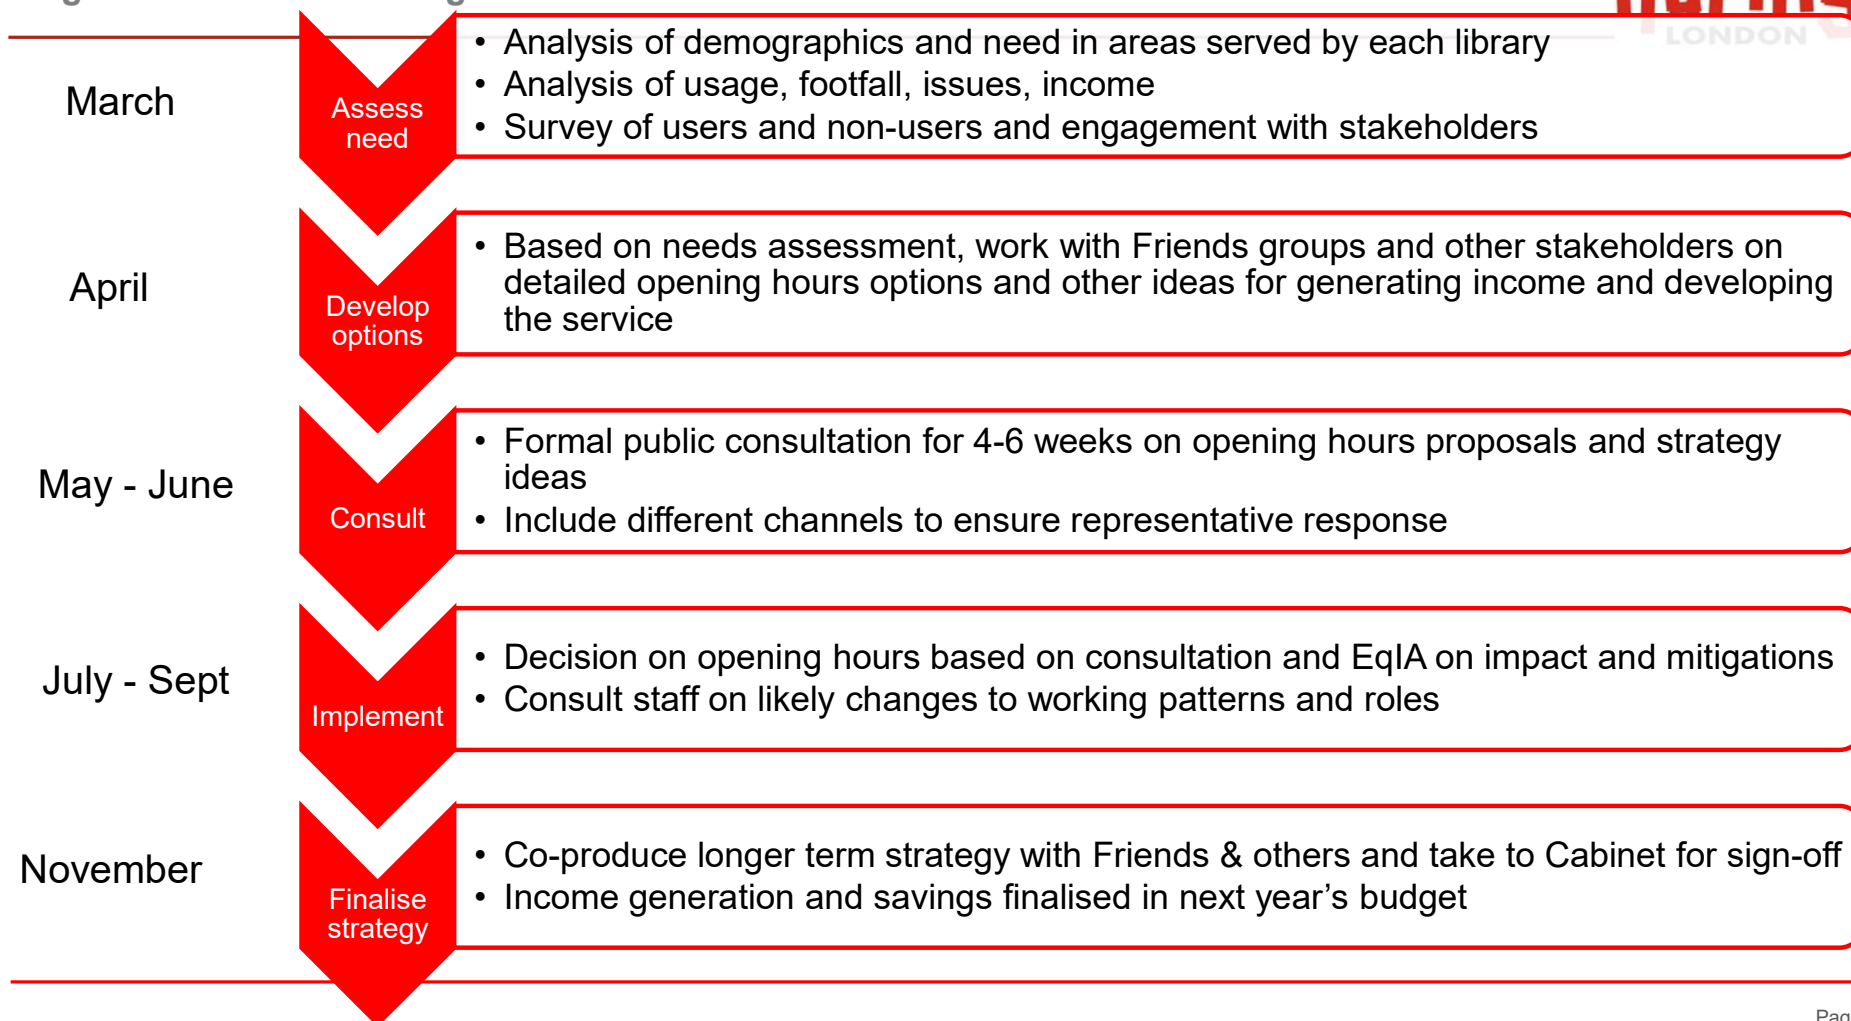 LONDON
March
Assess
need
• Analysis of demographics and need in areas served by each library
• Analysis of usage, footfall, issues, income
• Survey of users and non-users and engagement with stakeholders
April
Develop
options
• Based on needs assessment, work with Friends groups and other stakeholders on
detailed opening hours options and other ideas for generating income and developing
the service
May - June
Consult
• Formal public consultation for 4-6 weeks on opening hours proposals and strategy
ideas
• Include different channels to ensure representative response
July - Sept
Implement
• Decision on opening hours based on consultation and EqIA on impact and mitigations
• Consult staff on likely changes to working patterns and roles
November
Finalise
strategy
• Co-produce longer term strategy with Friends & others and take to Cabinet for sign-off
• Income generation and savings finalised in next year’s budget
Pag